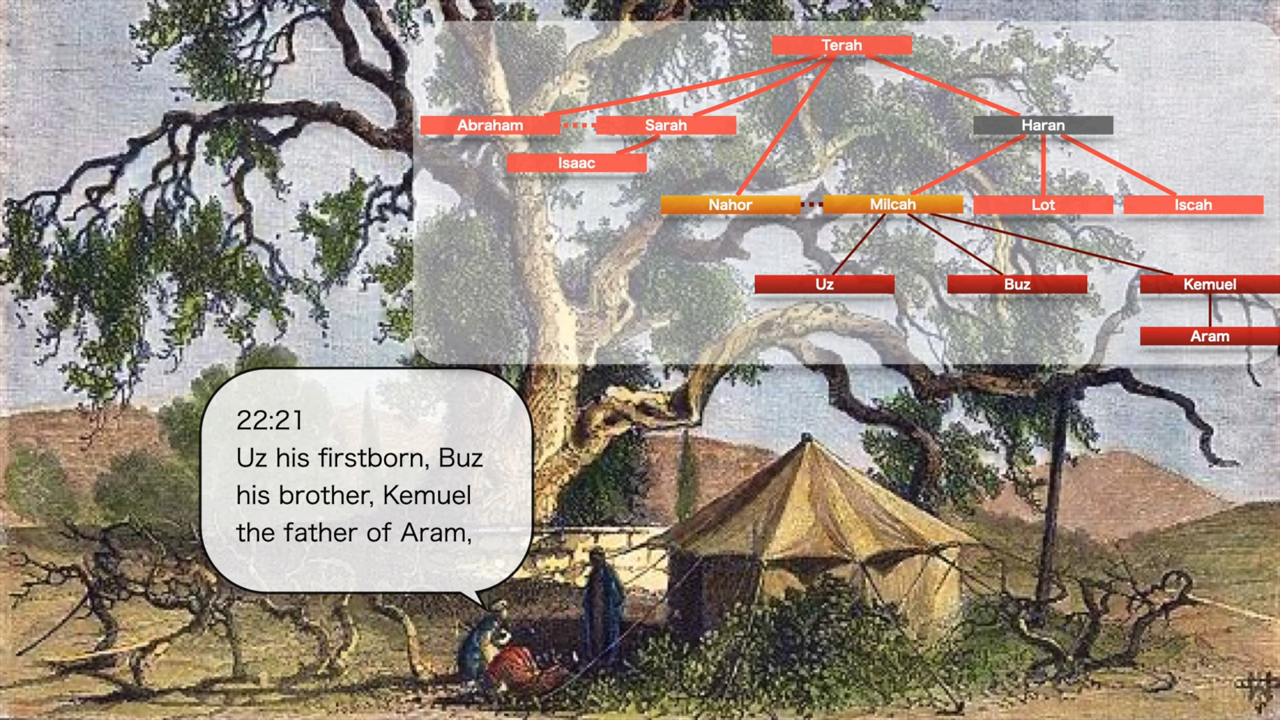 Terah
Abraham
Sarah
Haran
Isaac
Nahor
Milcah
Lot
Iscah
Uz
Buz
Kemuel
Aram
22:21
Uz his firstborn, Buz
his brother, Kemuel
the father of Aram,